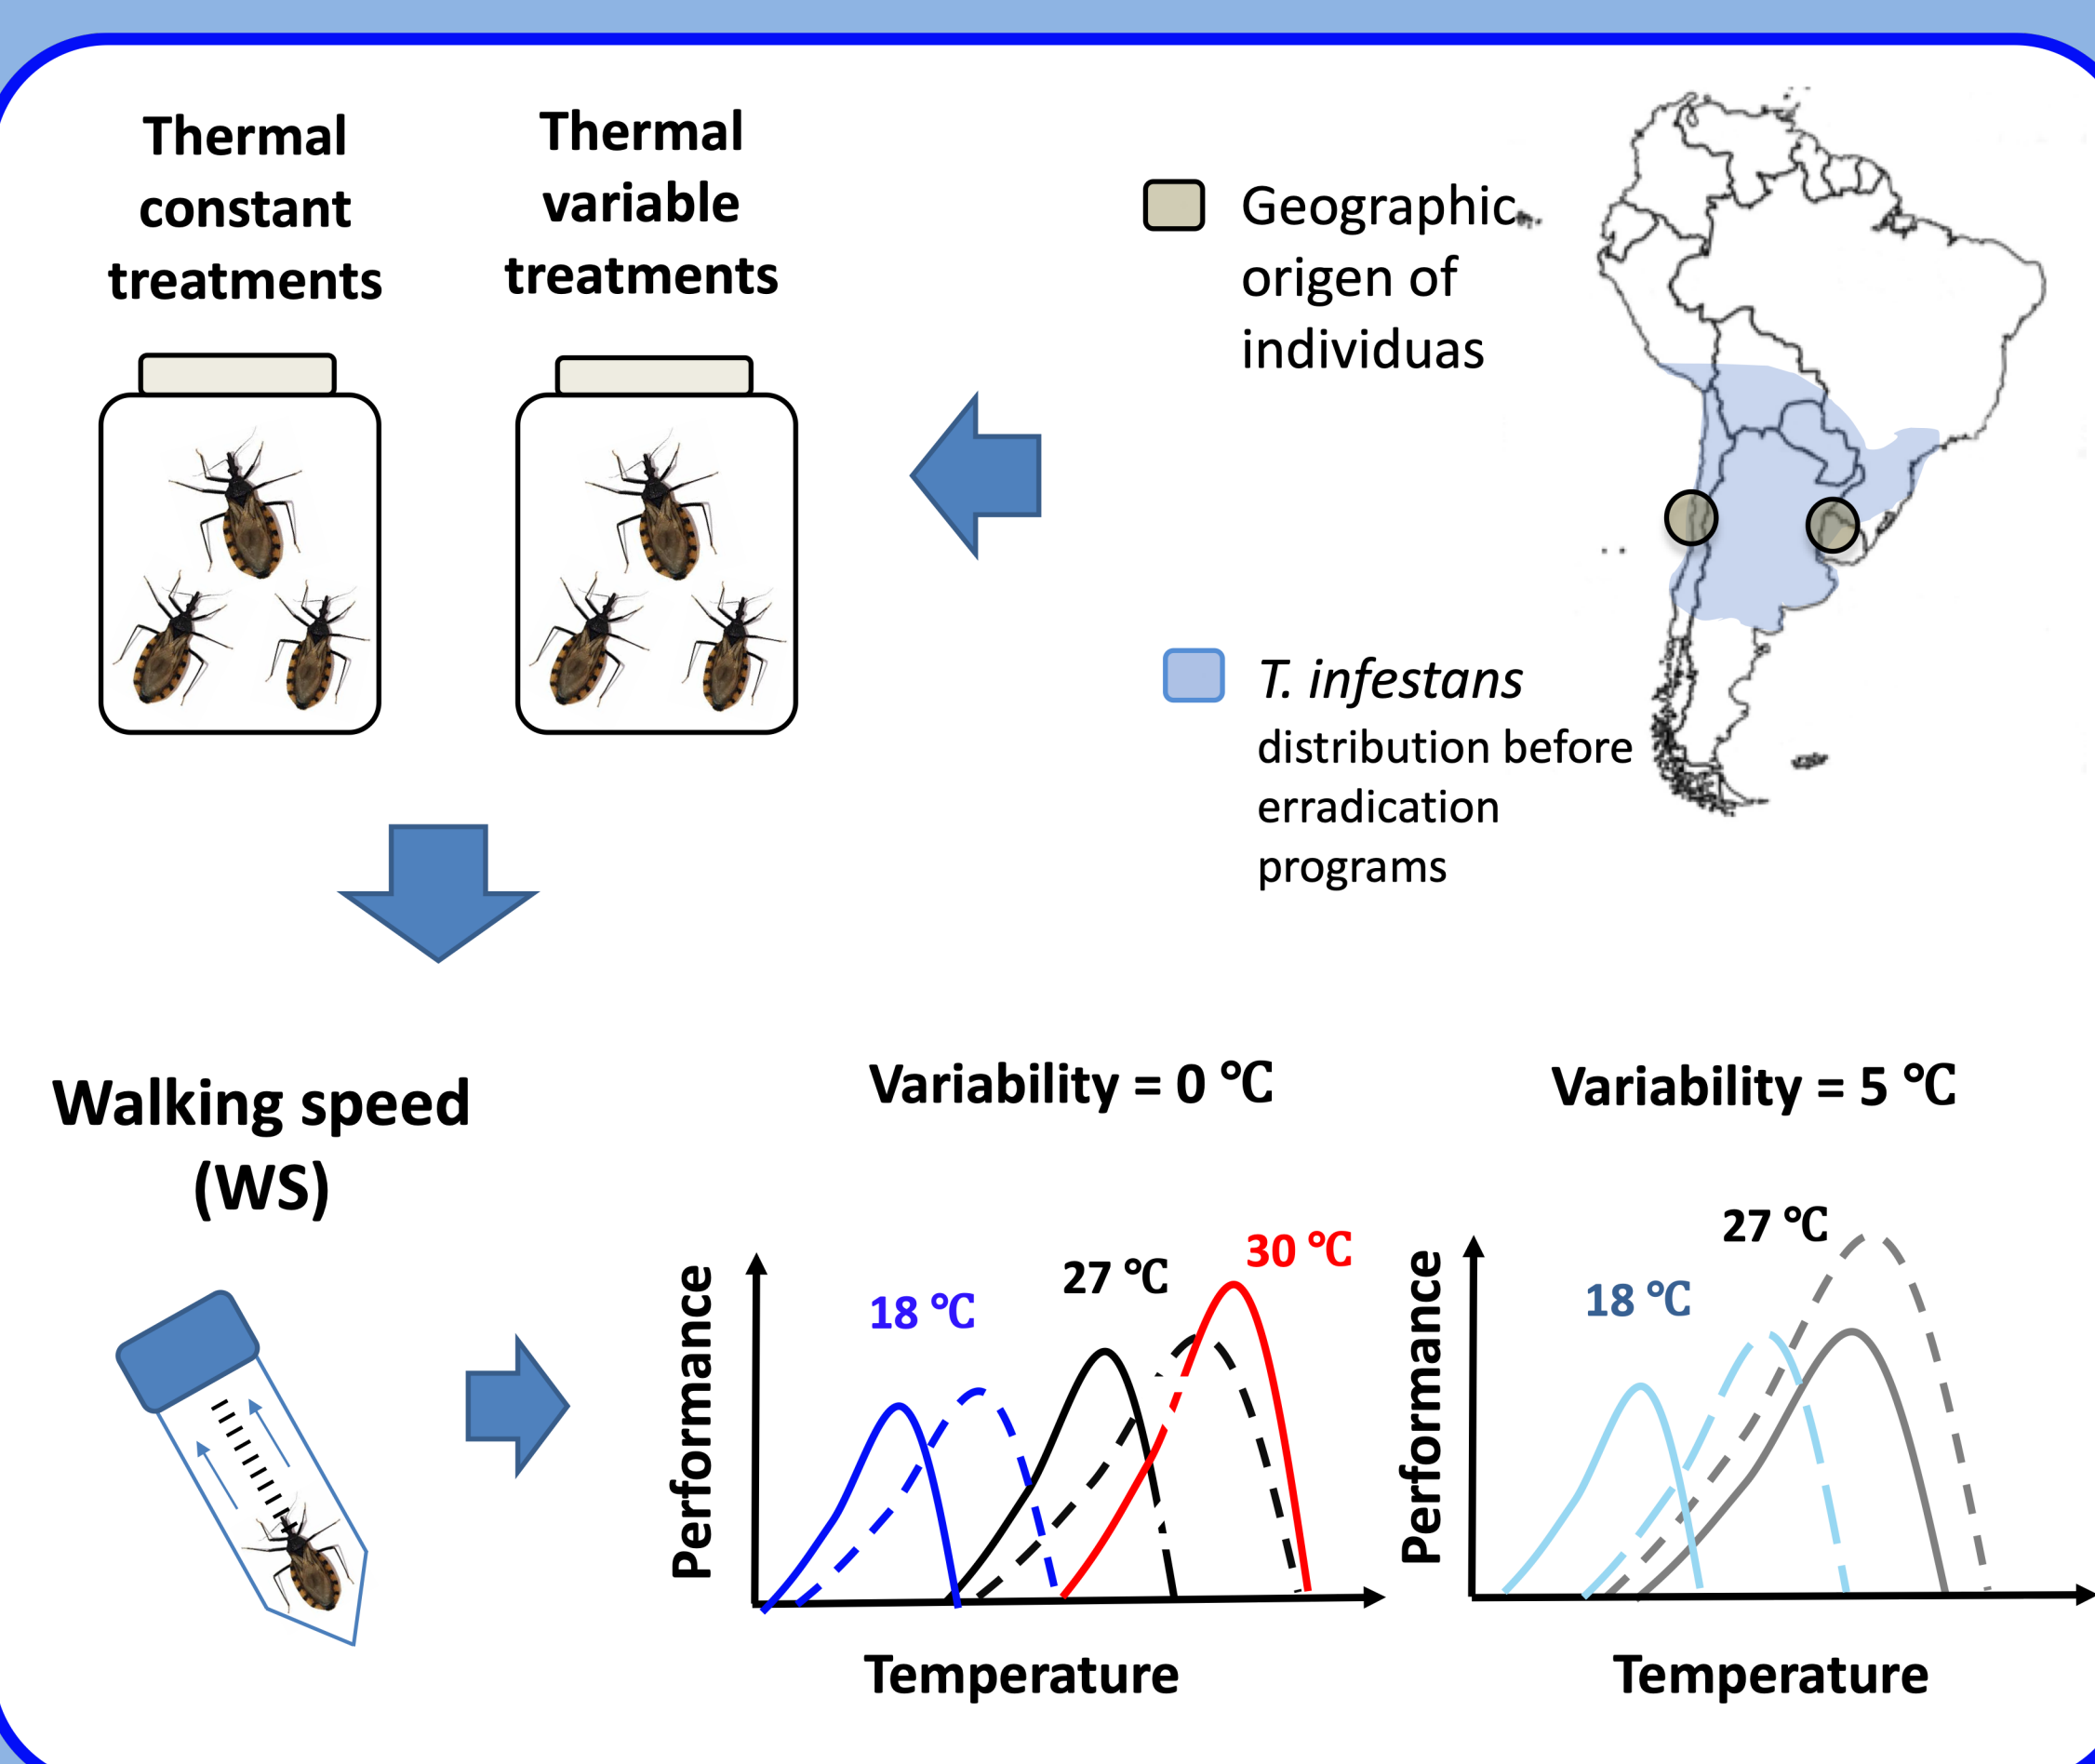 Thermal
constant
treatments
Thermal
variable
treatments
Geographic
origen of
individuas
T. infestans
distribution before
erradication
programs
Walking speed
(WS)
Variability = 0 °C
Performance
18 °C
27 °C
30 °C
Temperature
Variability = 5 °C
Performance
18 °C
27 °C
Temperature